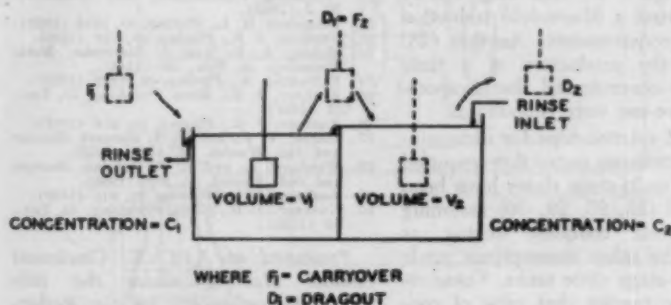 D₁ = F₂
F₁
D₂
RINSE INLET
RINSE OUTLET
VOLUME = V₁
VOLUME = V₂
CONCENTRATION = C₁
CONCENTRATION = C₂
WHERE F₁ = CARRYOVER
D₁ = DRAGOUT